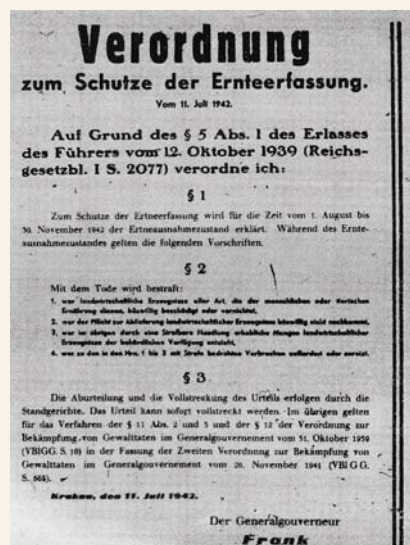 Verordnung
zum Schutze der Ernteerfassung.
Vom 11. Juli 1942.
Auf Grund des § 5 Abs. 1 des Erlasses
des Führers vom 12. Oktober 1939 (Reichs-
gesetzbl. I S. 2077) verordne ich:
§ 1
Zum Schutze der Ertneerfassung wird für die Zeit vom 1. August bis
30. November 1942 der Ertneausnahmezustand erklärt. Während des Ernte-
ausnahmezustandes gelten die folgenden Vorschriften.
§ 2
Mit dem Tode wird bestraft:
1. wer landwirtschaftliche Erzeugnisse aller Art, die der menschlichen oder tierischen
Ernährung dienen, böswillig beschädigt oder vernichtet,
2. wer der Pflicht zur Ablieferung landwirtschaftlicher Erzeugnisse böswillig nicht nachkommt,
3. wer im übrigen durch eine Strafbare Handlung erhebliche Mengen landwirtschaftlicher
Erzeugnisse der behördlichen Verfügung entzieht,
4. wer zu den in den Nrn. 1 bis 3 mit Strafe bedrohten Verbrechen auffordert oder anreizt.
§ 3
Die Aburteilung und die Vollstreckung des Urteils erfolgen durch die
Standgerichte. Das Urteil kann sofort vollstreckt werden. Im übrigen gelten
für das Verfahren der § 11 Abs. 2 und 3 und der § 12 der Verordnung zur
Bekämpfung von Gewalttaten im Generalgouvernement vom 31. Oktober 1939
(VBlGG. S. 10) in der Fassung der Zweiten Verordnung zur Bekämpfung von
Gewalttaten im Generalgouvernement vom 26. November 1941 (VBlGG.
S. 663).
Krakau, den 11. Juli 1942.
Der Generalgouverneur
Frank